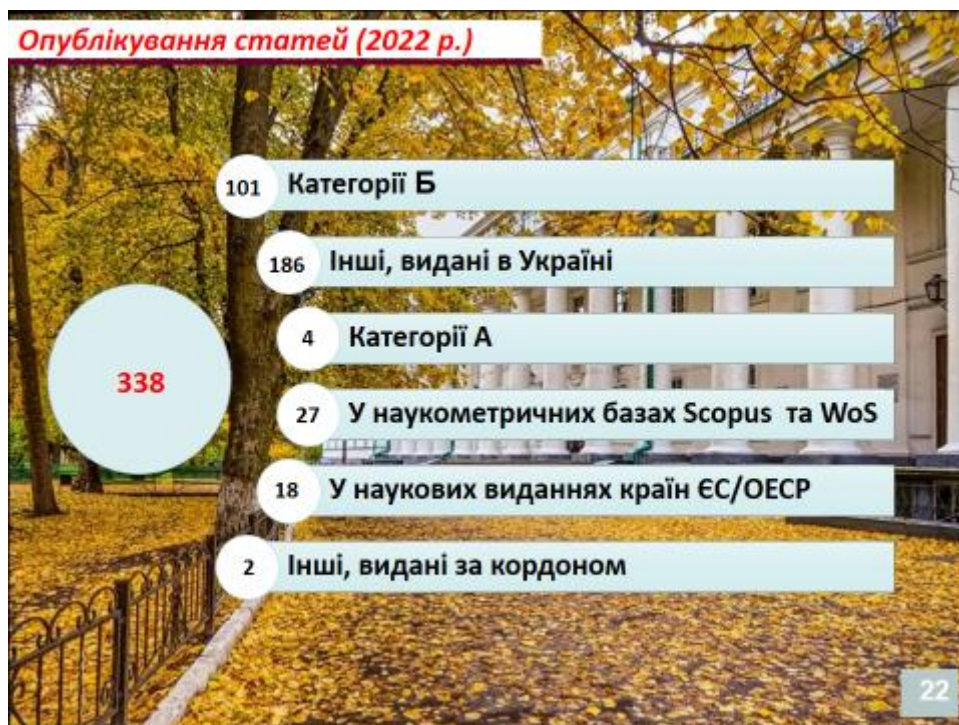 Опублікування статей (2022 р.)
101 Категорії Б
186 Інші, видані в Україні
4 Категорії А
338
27 У наукометричних базах Scopus та WoS
18 У наукових виданнях країн ЄС/ОЕСР
2 Інші, видані за кордоном
22